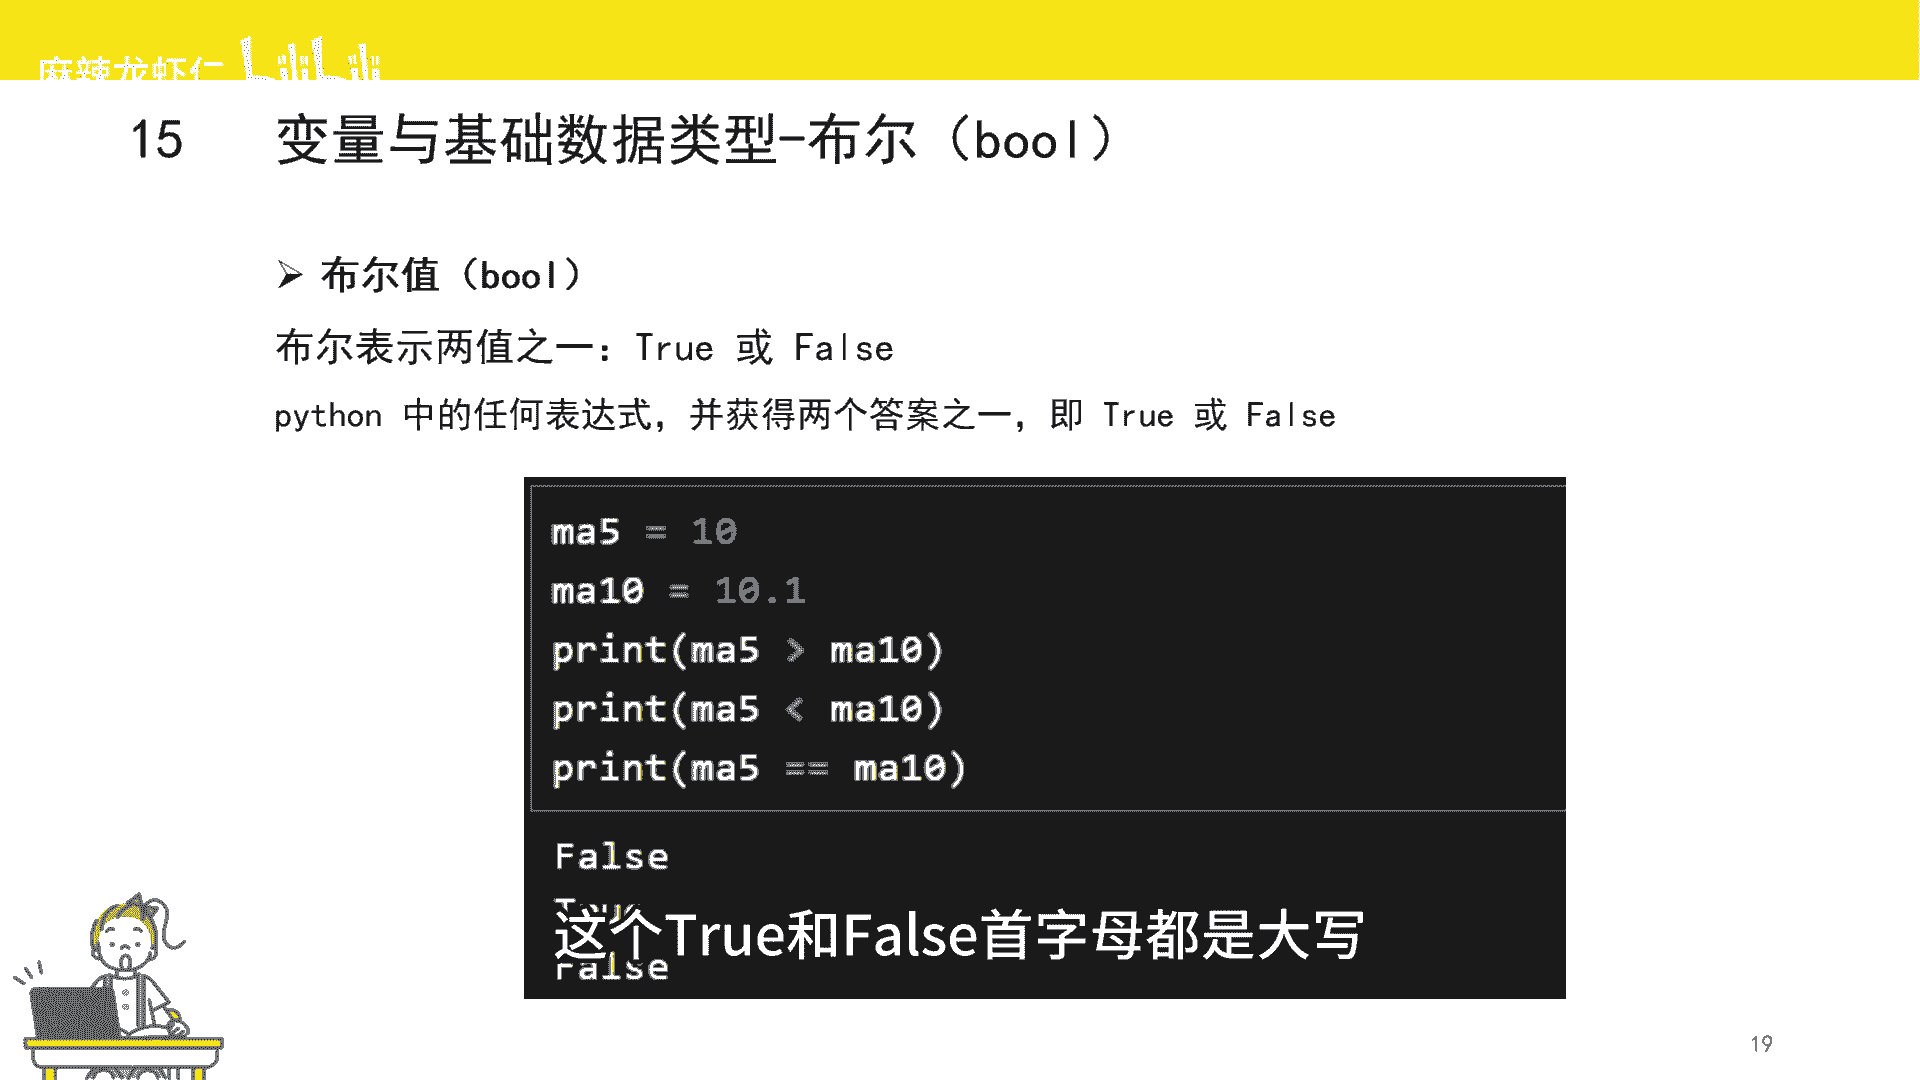 麻辣龙虾仁 bilibili
15 变量与基础数据类型-布尔（bool）
➢ 布尔值（bool）
布尔表示两值之一：True 或 False
python 中的任何表达式，并获得两个答案之一，即 True 或 False
ma5 = 10
ma10 = 10.1
print(ma5 > ma10)
print(ma5 < ma10)
print(ma5 == ma10)
False
True
这个True和False首字母都是大写
False
19